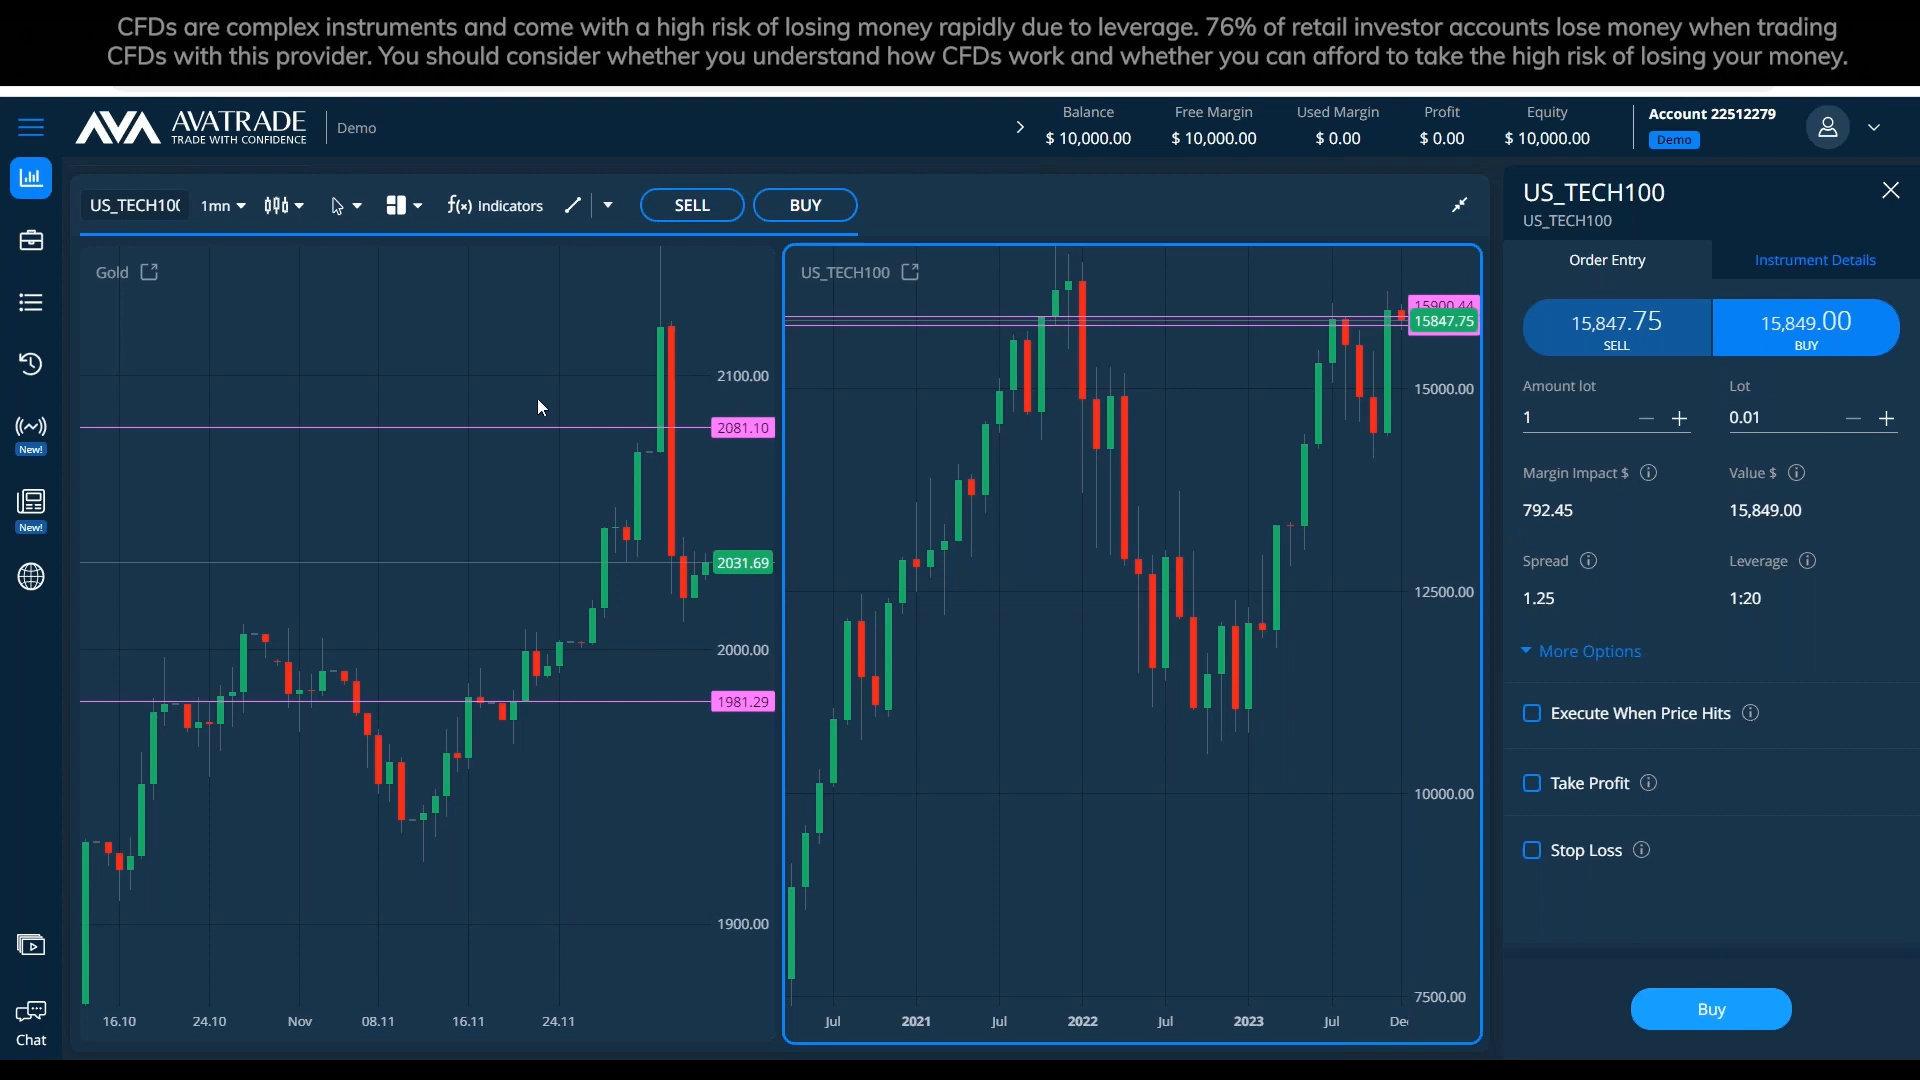 CFDs are complex instruments and come with a high risk of losing money rapidly due to leverage. 76% of retail investor accounts lose money when trading
CFDs with this provider. You should consider whether you understand how CFDs work and whether you can afford to take the high risk of losing your money.
AVA AVATRADE
TRADE WITH CONFIDENCE
Demo
Balance
$ 10,000.00
Free Margin
$ 10,000.00
Used Margin
$ 0.00
Profit
$ 0.00
Equity
$ 10,000.00
Account 22512279
Demo
US_TECH10(
1mn
f(x) Indicators
SELL
BUY
New!
New!
Chat
Gold
2100.00
2081.10
2031.69
2000.00
1981.29
1900.00
16.10
24.10
Nov
08.11
16.11
24.11
US_TECH100
15900.44
15847.75
15000.00
12500.00
10000.00
7500.00
Jul
2021
Jul
2022
Jul
2023
Jul
De
US_TECH100
US_TECH100
Order Entry
Instrument Details
15,847.75
SELL
15,849.00
BUY
Amount lot
Lot
1
0.01
Margin Impact $
Value $
792.45
15,849.00
Spread
Leverage
1.25
1:20
More Options
Execute When Price Hits
Take Profit
Stop Loss
Buy